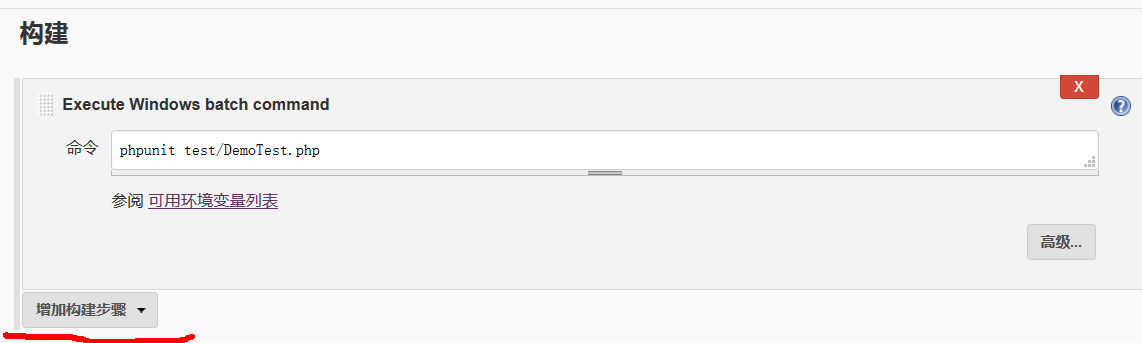 构建
Execute Windows batch command
X
?
命令
phpunit test/DemoTest.php
参阅 可用环境变量列表
高级...
增加构建步骤